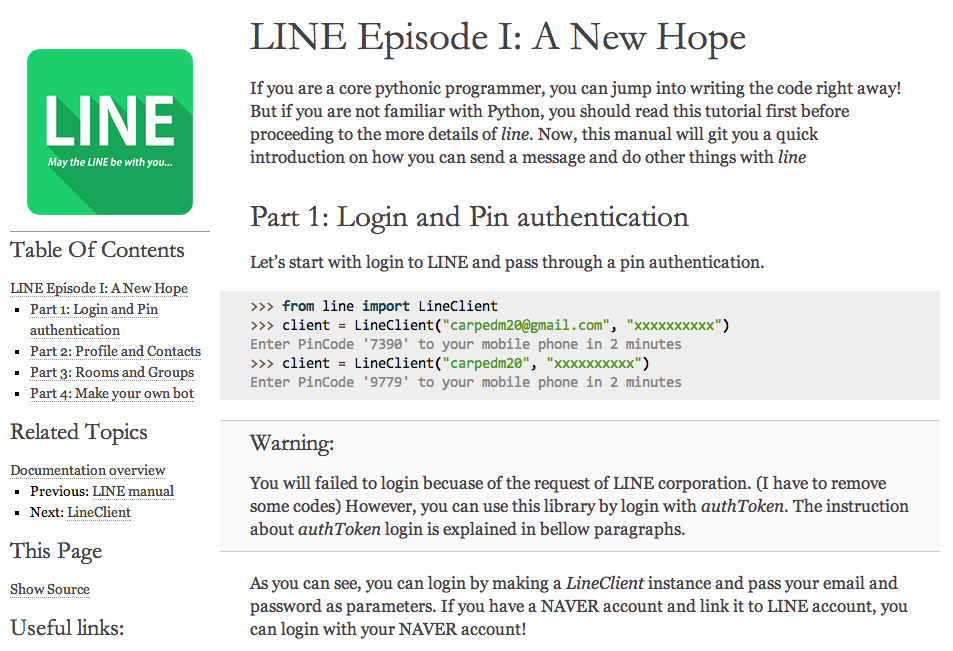 LINE
May the LINE be with you...
Table Of Contents
LINE Episode I: A New Hope
Part 1: Login and Pin
authentication
Part 2: Profile and Contacts
Part 3: Rooms and Groups
Part 4: Make your own bot
Related Topics
Documentation overview
Previous: LINE manual
Next: LineClient
This Page
Show Source
Useful links:
LINE Episode I: A New Hope
If you are a core pythonic programmer, you can jump into writing the code right away!
But if you are not familiar with Python, you should read this tutorial first before
proceeding to the more details of line. Now, this manual will git you a quick
introduction on how you can send a message and do other things with line
Part 1: Login and Pin authentication
Let's start with login to LINE and pass through a pin authentication.
>>> from line import LineClient
>>> client = LineClient("carpedm20@gmail.com", "xxxxxxxxxx")
Enter PinCode '7390' to your mobile phone in 2 minutes
>>> client = LineClient("carpedm20", "xxxxxxxxxx")
Enter PinCode '9779' to your mobile phone in 2 minutes
Warning:
You will failed to login becuase of the request of LINE corporation. (I have to remove
some codes) However, you can use this library by login with authToken. The instruction
about authToken login is explained in bellow paragraphs.
As you can see, you can login by making a LineClient instance and pass your email and
password as parameters. If you have a NAVER account and link it to LINE account, you
can login with your NAVER account!